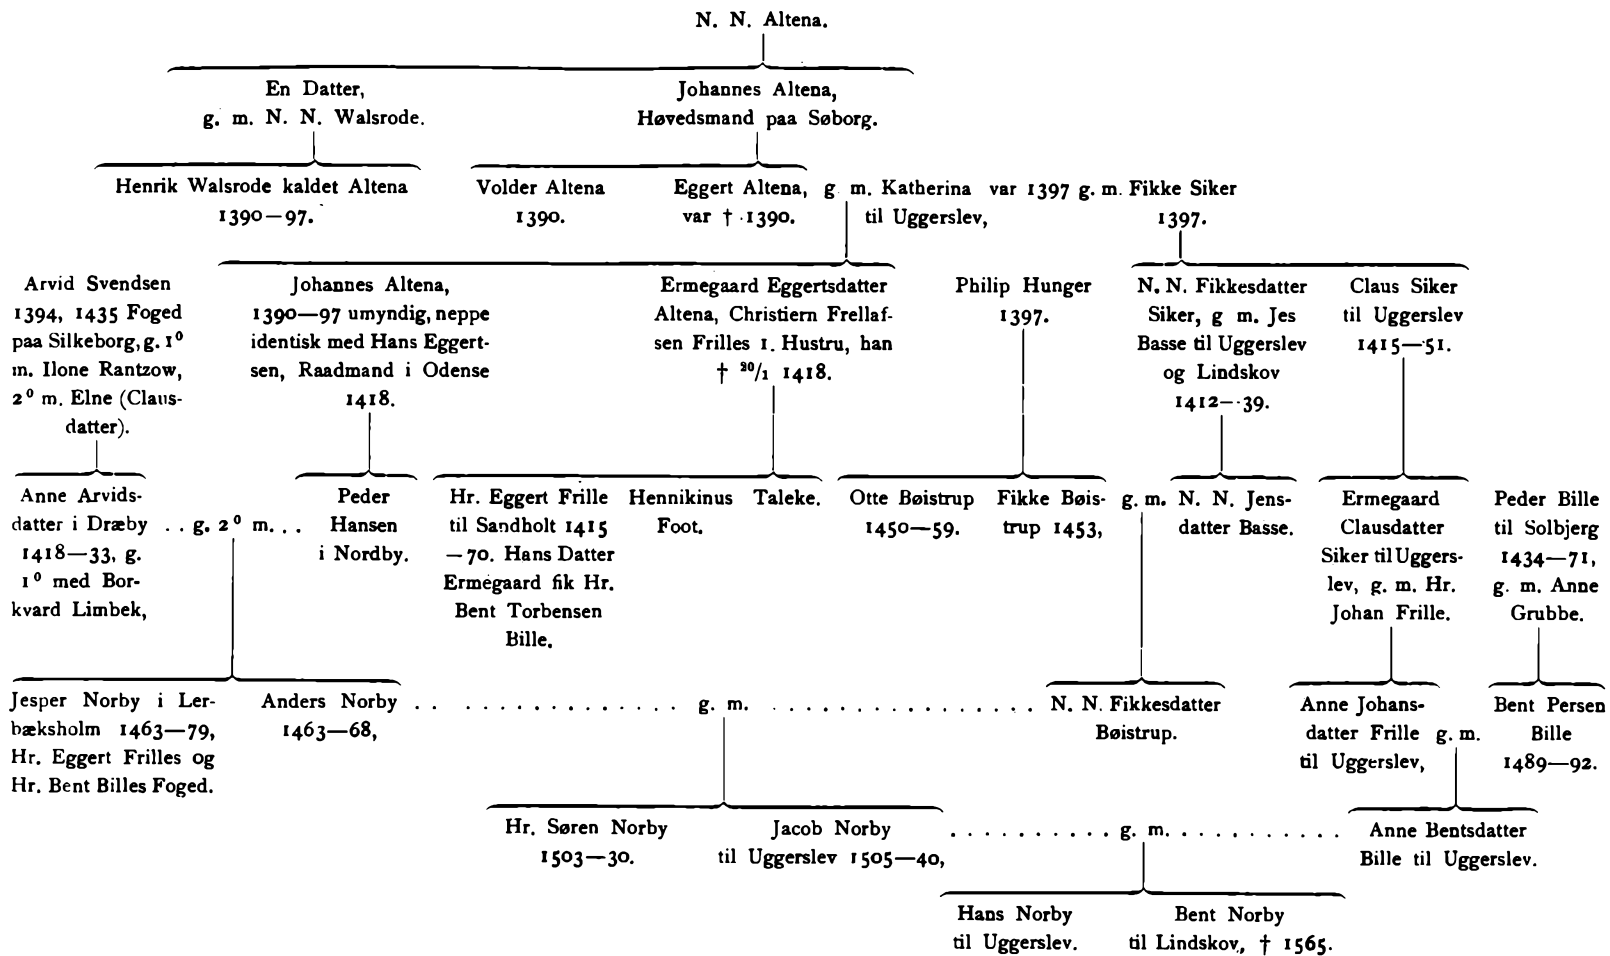 N. N. Altena.
En Datter,
g. m. N. N. Walsrode.
Johannes Altena,
Høvedsmand paa Søborg.
Henrik Walsrode kaldet Altena
1390—97.
Volder Altena
1390.
Eggert Altena,
var † 1390.
g. m. Katherina
til Uggerslev,
var 1397 g. m. Fikke Siker
1397.
Arvid Svendsen
1394, 1435 Foged
paa Silkeborg, g. 1⁰
m. Ilone Rantzow,
2⁰ m. Elne (Claus-
datter).
Johannes Altena,
1390—97 umyndig, neppe
identisk med Hans Eggert-
sen, Raadmand i Odense
1418.
Ermegaard Eggertsdatter
Altena, Christiern Frellaf-
sen Frilles 1. Hustru, han
† 20/1 1418.
Philip Hunger
1397.
N. N. Fikkesdatter
Siker, g m. Jes
Basse til Uggerslev
og Lindskov
1412—39.
Claus Siker
til Uggerslev
1415—51.
Anne Arvids-
datter i Dræby
1418—33, g.
1⁰ med Bor-
kvard Limbek,
. . g. 2⁰ m. . .
Peder
Hansen
i Nordby.
Hr. Eggert Frille
til Sandholt 1415
—70. Hans Datter
Ermegaard fik Hr.
Bent Torbensen
Bille.
Hennikinus
Foot.
Taleke.
Otte Bøistrup
1450—59.
Fikke Bøis-
trup 1453,
g. m.
N. N. Jens-
datter Basse.
Ermegaard
Clausdatter
Siker til Uggers-
lev, g. m. Hr.
Johan Frille.
Peder Bille
til Solbjerg
1434—71,
g. m. Anne
Grubbe.
Jesper Norby i Ler-
bæksholm 1463—79,
Hr. Eggert Frilles og
Hr. Bent Billes Foged.
Anders Norby
1463—68,
. . . . . . . . . . . . . g. m. . . . . . . . . . . . . .
N. N. Fikkesdatter
Bøistrup.
Anne Johans-
datter Frille
til Uggerslev,
g. m.
Bent Persen
Bille
1489—92.
Hr. Søren Norby
1503—30.
Jacob Norby
til Uggerslev 1505—40,
. . . . . . . . . . g. m. . . . . . . . . . .
Anne Bentsdatter
Bille til Uggerslev.
Hans Norby
til Uggerslev.
Bent Norby
til Lindskov, † 1565.